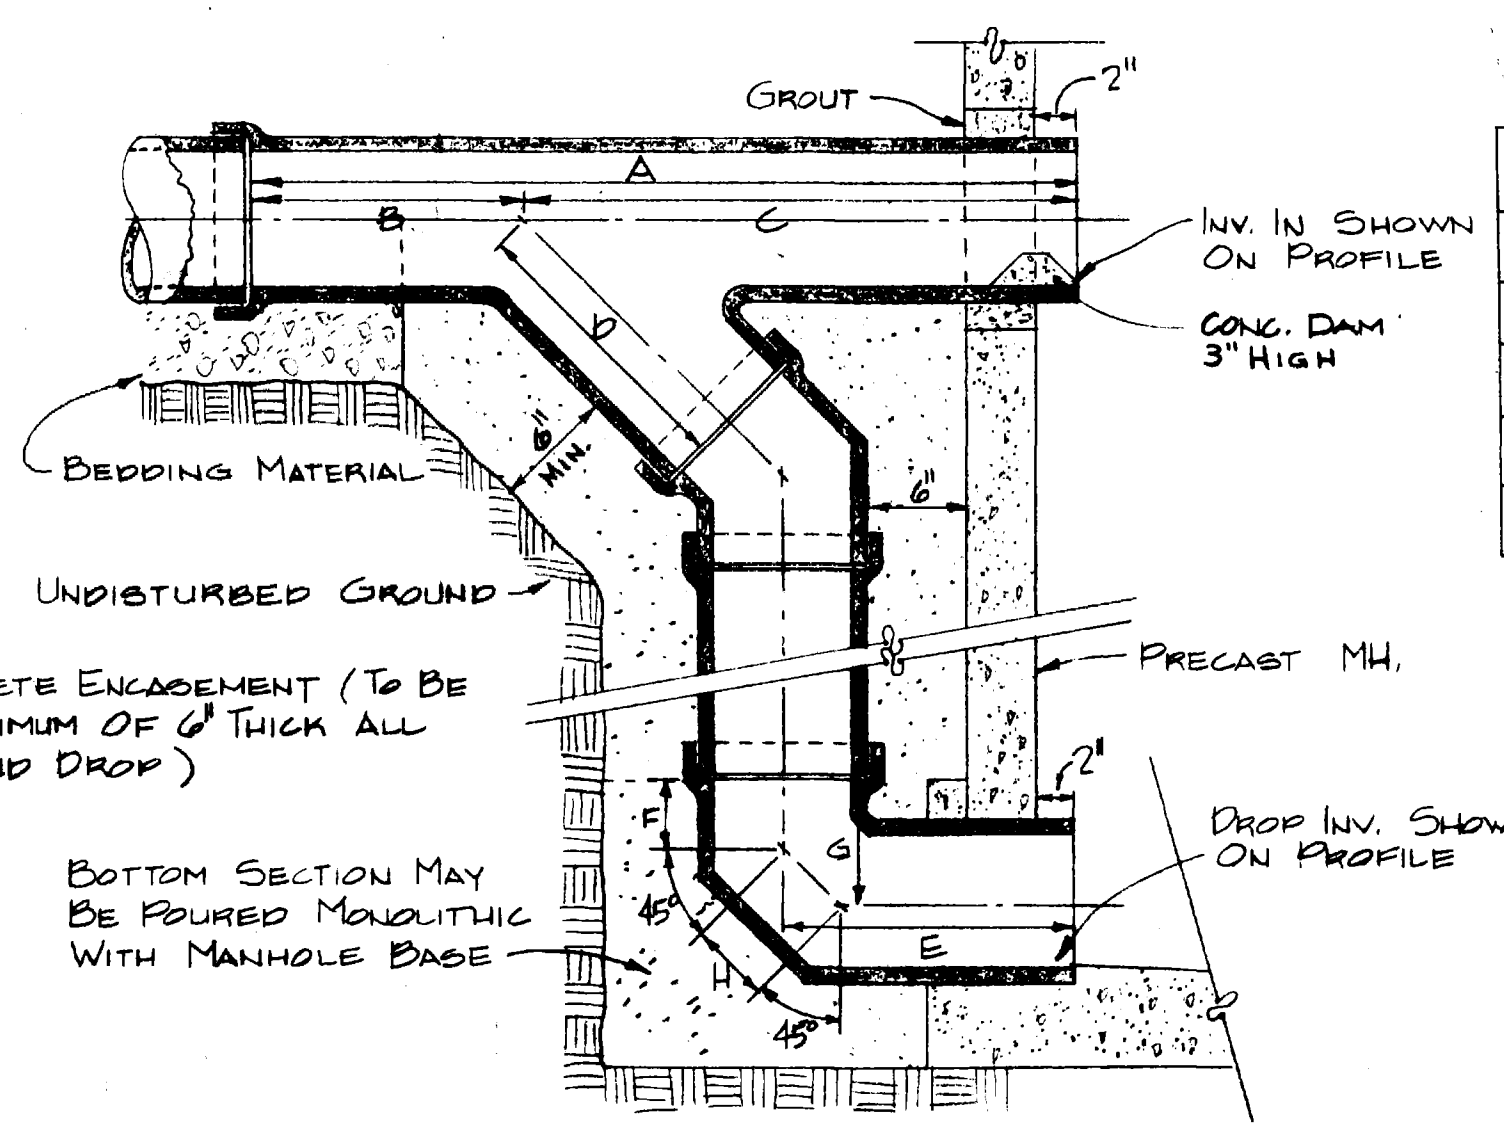 GROUT
2"
A
B
C
INV. IN SHOWN
ON PROFILE
D
CONC. DAM
3" HIGH
6"
MIN.
BEDDING MATERIAL
6"
UNDISTURBED GROUND
PRECAST MH.
ETE ENCASEMENT (TO BE
IMUM OF 6" THICK ALL
ND DROP)
2"
F
G
DROP INV. SHOW
ON PROFILE
BOTTOM SECTION MAY
BE POURED MONOLITHIC
WITH MANHOLE BASE
45°
E
H
45°